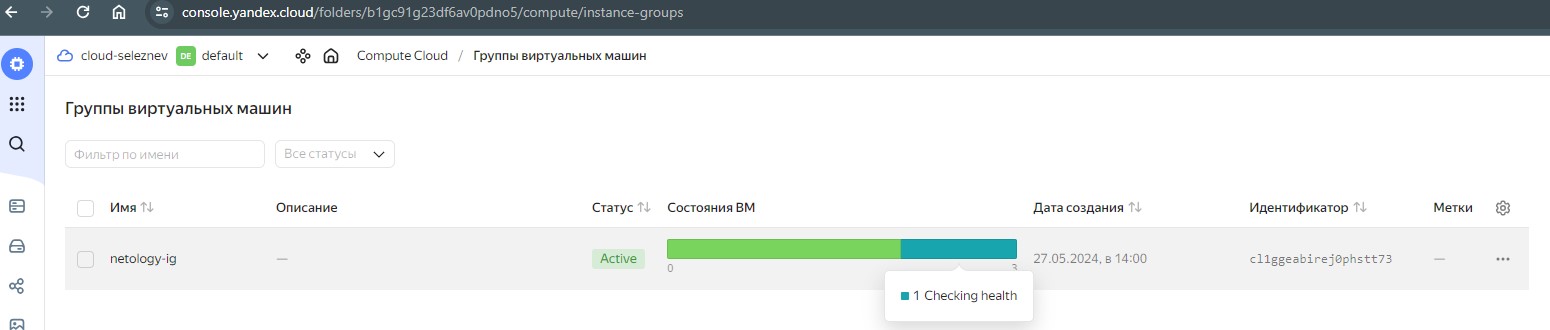 console.yandex.cloud/folders/b1gc91g23df6av0pdno5/compute/instance-groups
cloud-seleznev DE default Compute Cloud / Группы виртуальных машин
Группы виртуальных машин
Фильтр по имени Все статусы
Имя Описание Статус Состояния ВМ Дата создания Идентификатор Метки
netology-ig — Active 27.05.2024, в 14:00 cl1ggeabirej0phstt73 —
0 3
1 Checking health